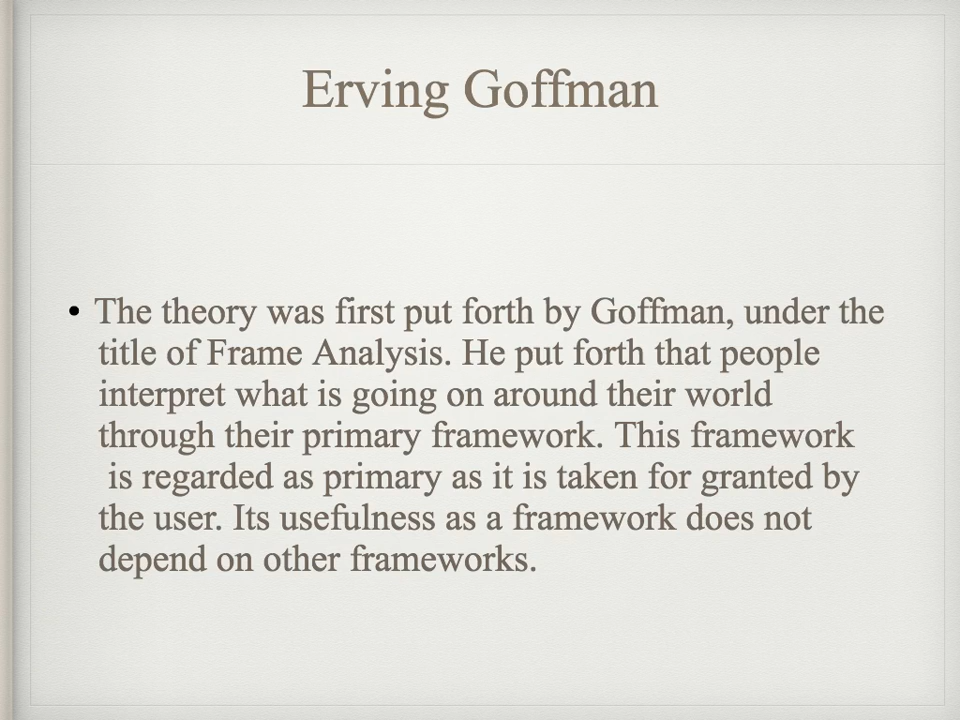 Erving Goffman
• The theory was first put forth by Goffman, under the
title of Frame Analysis. He put forth that people
interpret what is going on around their world
through their primary framework. This framework
is regarded as primary as it is taken for granted by
the user. Its usefulness as a framework does not
depend on other frameworks.